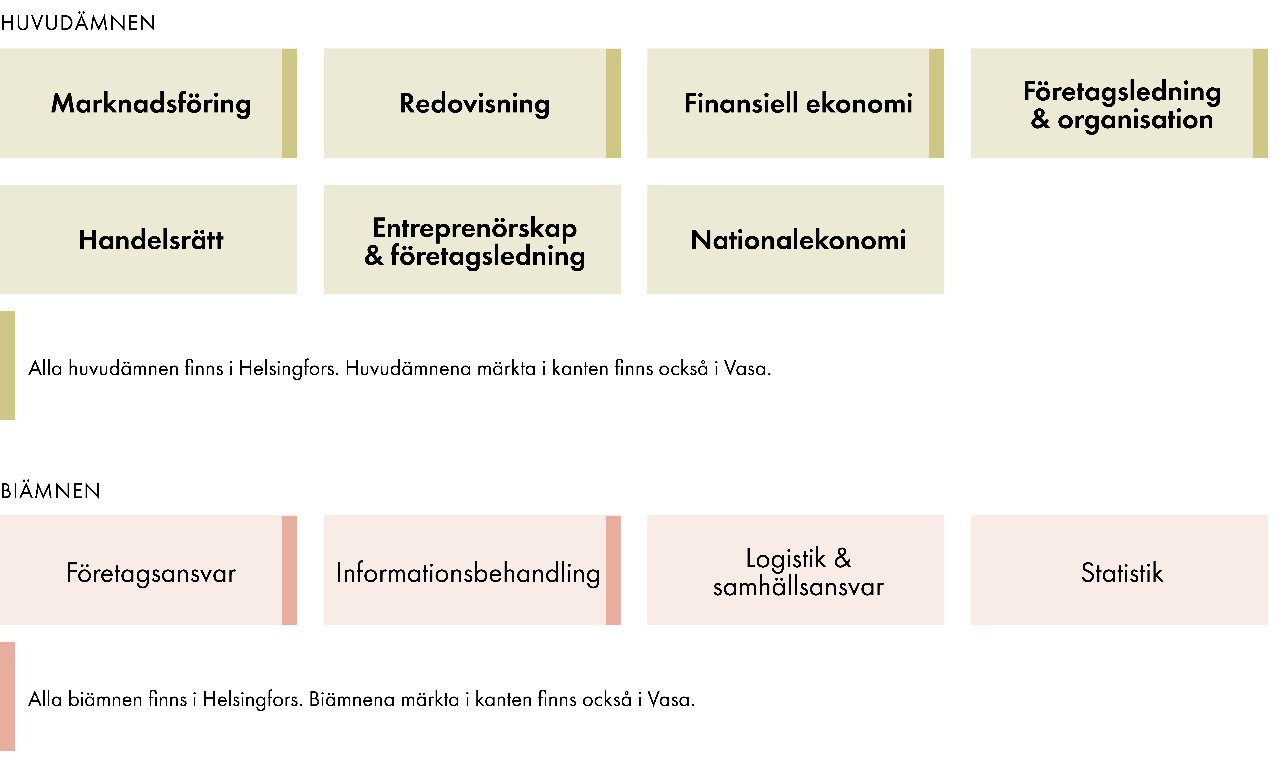 HUVUDÄMNEN
Marknadsföring
Redovisning
Finansiell ekonomi
Företagsledning
& organisation
Handelsrätt
Entreprenörskap
& företagsledning
Nationalekonomi
Alla huvudämnen finns i Helsingfors. Huvudämnena märkta i kanten finns också i Vasa.
BIÄMNEN
Företagsansvar
Informationsbehandling
Logistik &
samhällsansvar
Statistik
Alla biämnen finns i Helsingfors. Biämnena märkta i kanten finns också i Vasa.